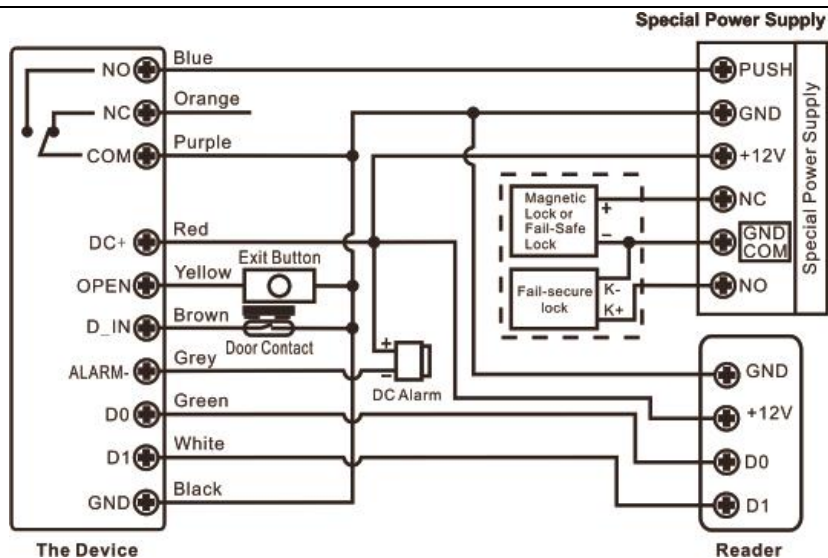 Special Power Supply
NO
Blue
PUSH
NC
Orange
GND
COM
Purple
+12V
Special Power Supply
Magnetic
Lock or
Fail-Safe
Lock
+
−
NC
GND
COM
DC+
Red
Exit Button
OPEN
Yellow
Fail-secure
lock
K-
K+
NO
D_IN
Brown
Door Contact
ALARM-
Grey
+
−
DC Alarm
GND
D0
Green
+12V
D1
White
D0
GND
Black
D1
The Device
Reader